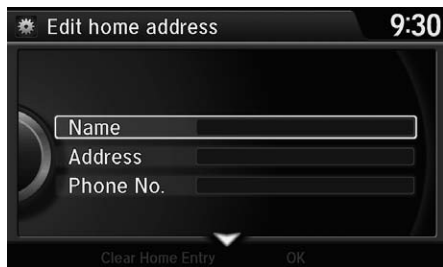 Edit home address 9:30
Name
Address
Phone No.
Clear Home Entry OK